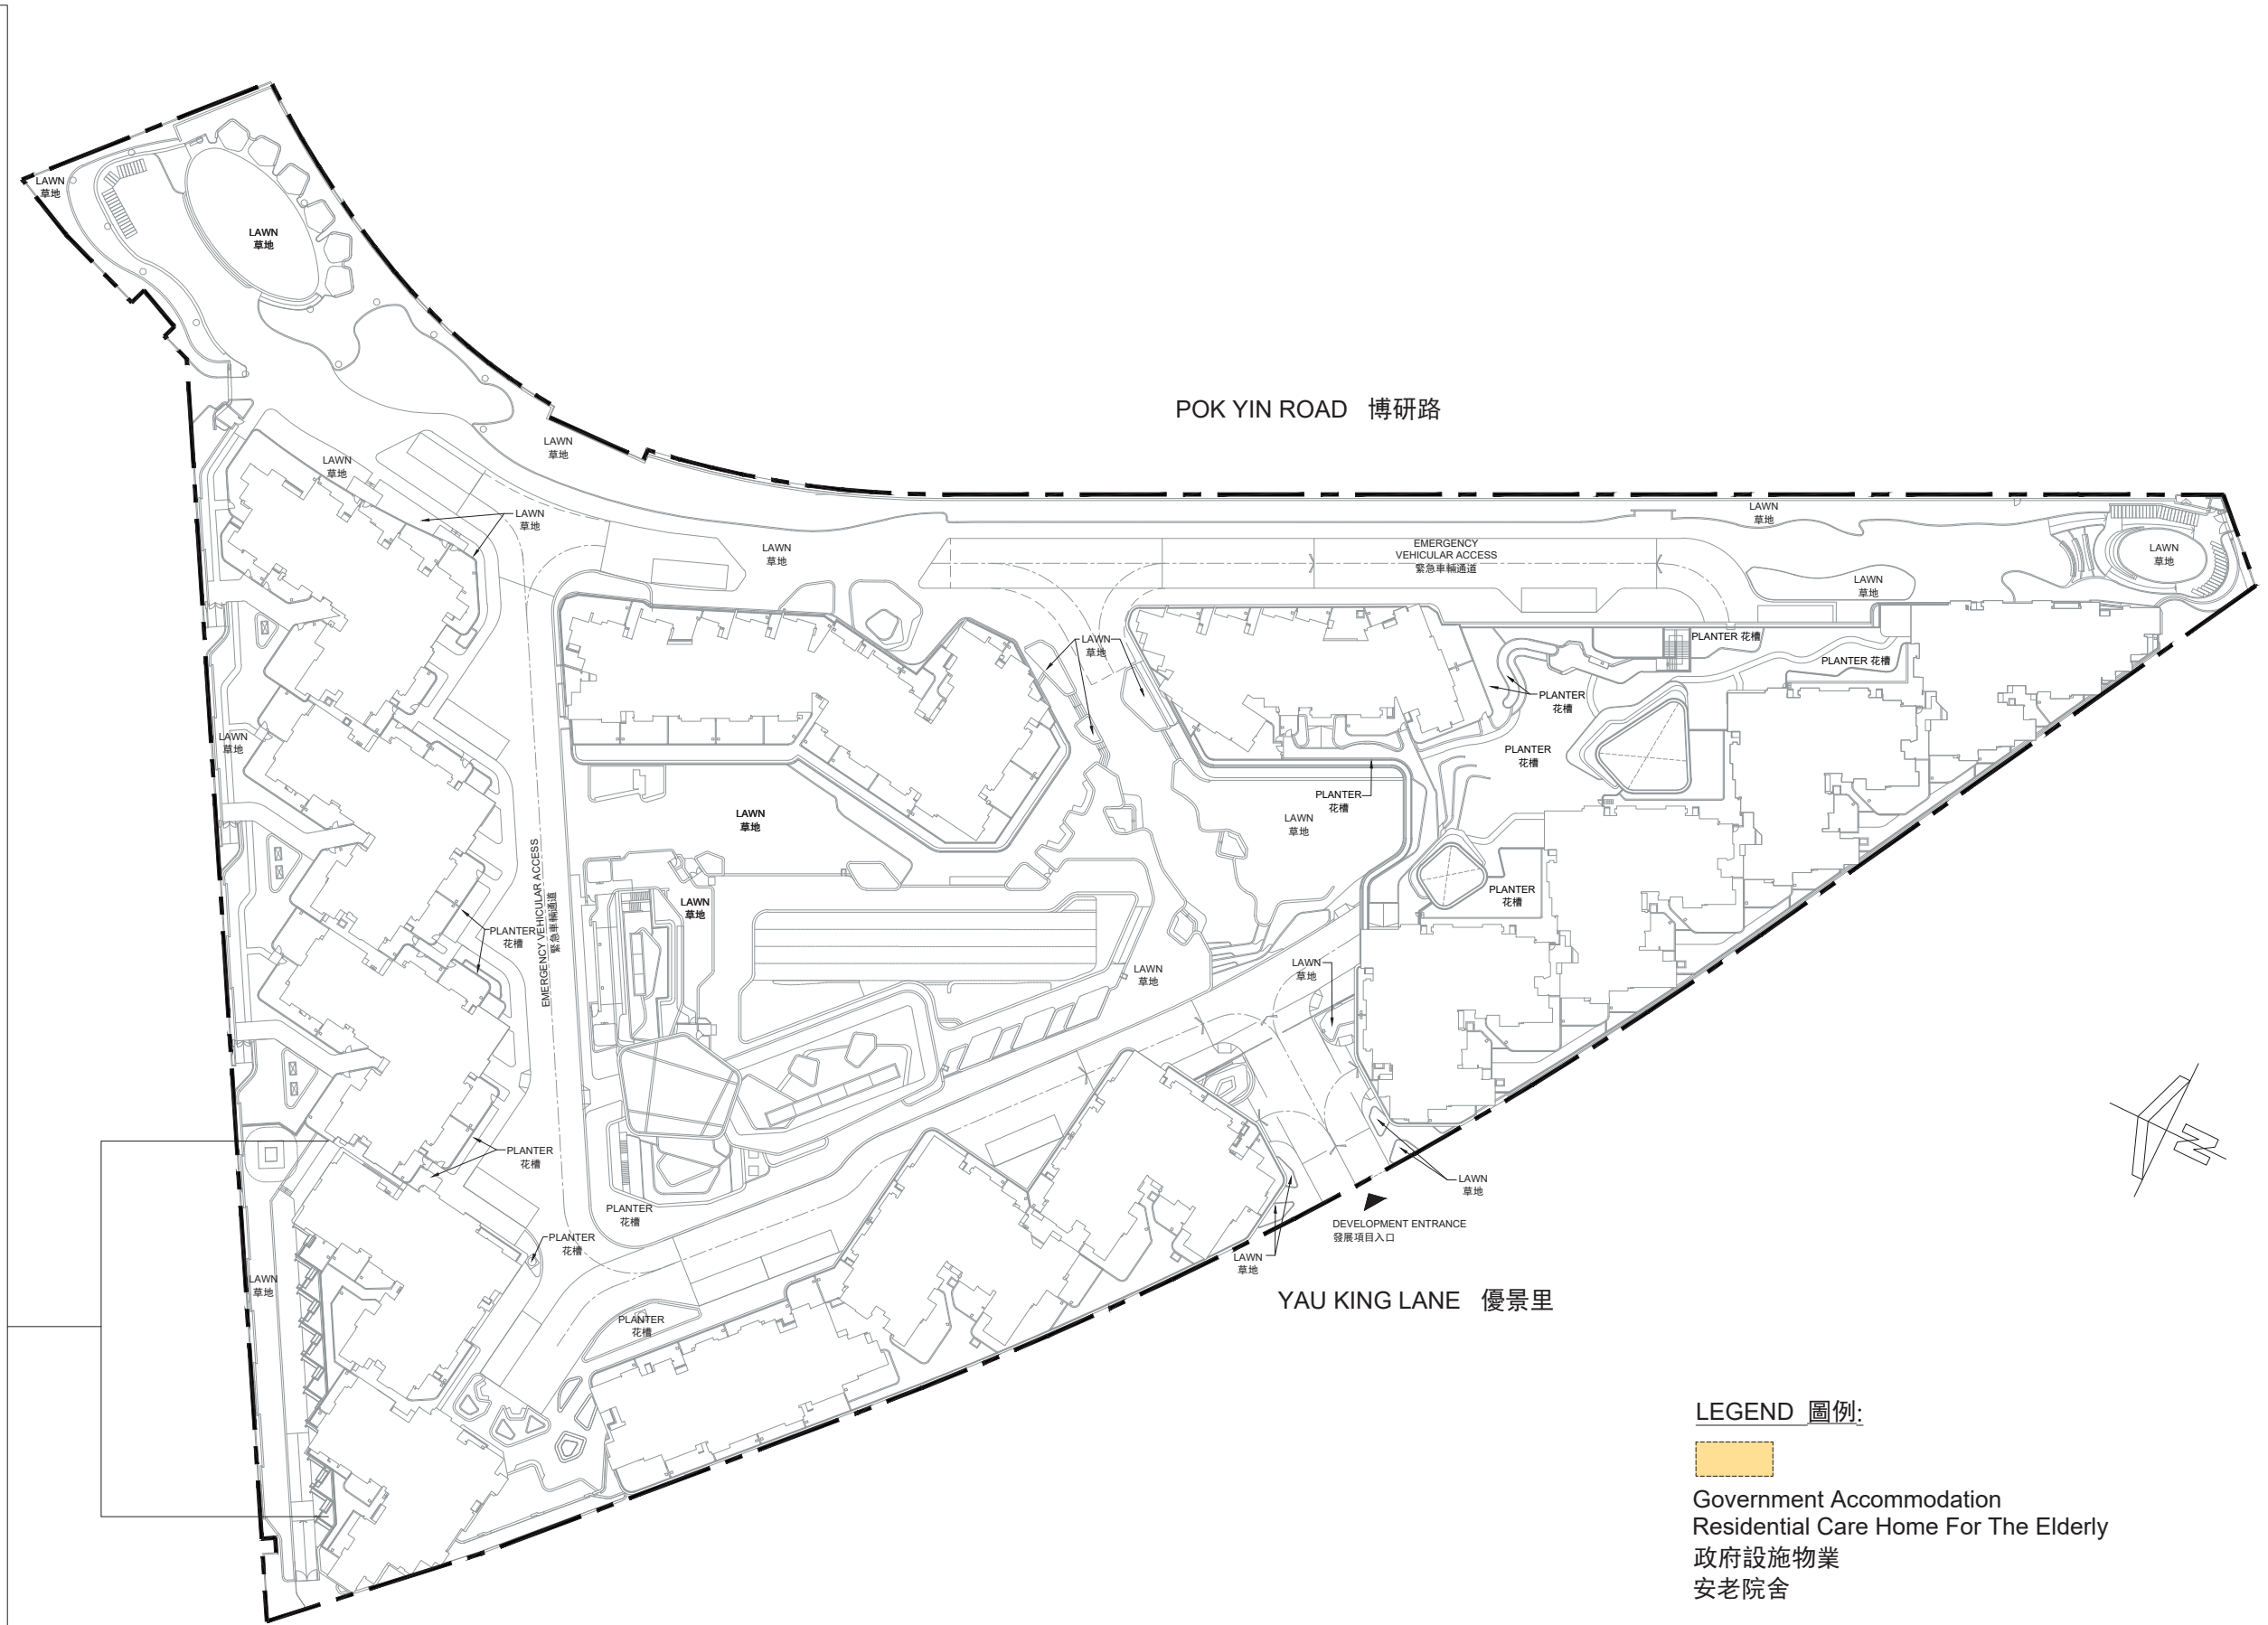 LAWN
草地
LAWN
草地
POK YIN ROAD 博研路
LAWN
草地
LAWN
草地
LAWN
草地
LAWN
草地
LAWN
草地
EMERGENCY
VEHICULAR ACCESS
緊急車輛通道
LAWN
草地
LAWN
草地
LAWN
草地
PLANTER 花槽
PLANTER 花槽
PLANTER
花槽
LAWN
草地
PLANTER
花槽
PLANTER
花槽
LAWN
草地
LAWN
草地
EMERGENCY VEHICULAR ACCESS
緊急車輛通道
LAWN
草地
PLANTER
花槽
PLANTER
花槽
LAWN
草地
LAWN
草地
PLANTER
花槽
LAWN
草地
PLANTER
花槽
PLANTER
花槽
DEVELOPMENT ENTRANCE
發展項目入口
LAWN
草地
LAWN
草地
YAU KING LANE 優景里
PLANTER
花槽
N
LEGEND 圖例:
Government Accommodation
Residential Care Home For The Elderly
政府設施物業
安老院舍